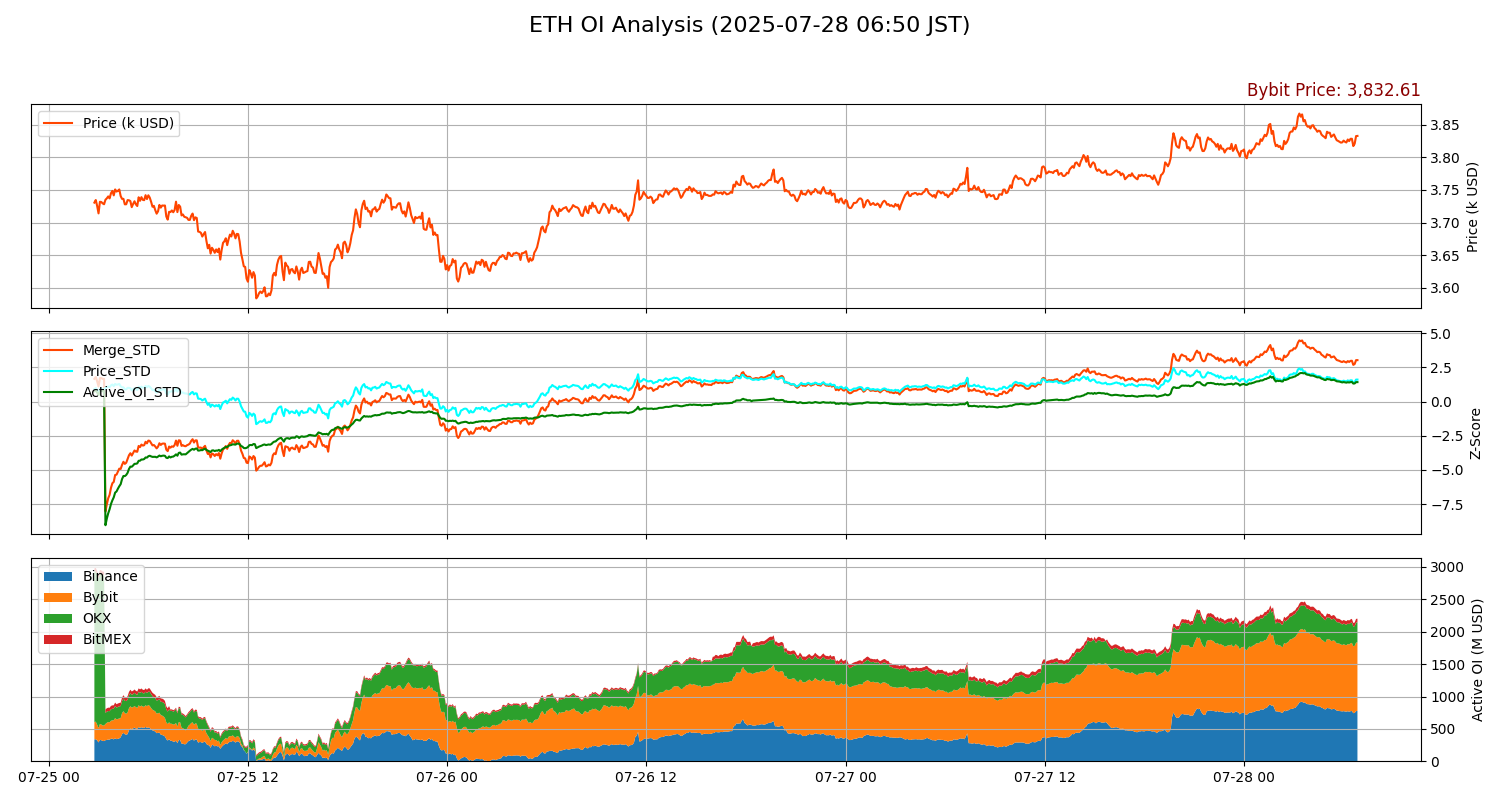 ETH OI Analysis (2025-07-28 06:50 JST)
Bybit Price: 3,832.61
Price (k USD)
3.85
3.80
3.75
3.70
3.65
3.60
Price (k USD)
Merge_STD
Price_STD
Active_OI_STD
5.0
2.5
0.0
−2.5
−5.0
−7.5
Z-Score
Binance
Bybit
OKX
BitMEX
3000
2500
2000
1500
1000
500
0
Active OI (M USD)
07-25 00
07-25 12
07-26 00
07-26 12
07-27 00
07-27 12
07-28 00